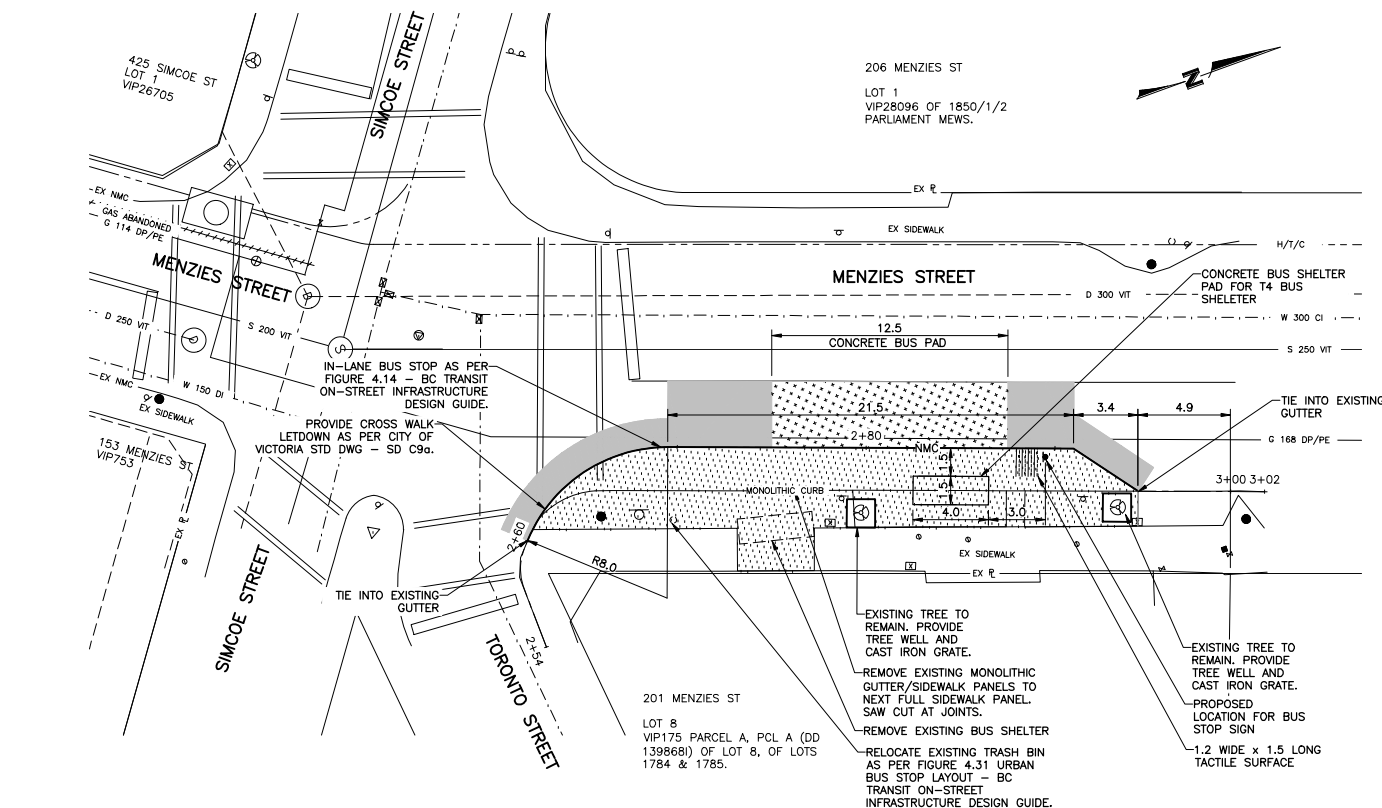 425 SIMCOE ST
LOT 1
VIP26705
SIMCOE STREET
206 MENZIES ST
LOT 1
VIP28096 OF 1850/1/2
PARLIAMENT MEWS.
N
EX NMC
GAS ABANDONED
G 114 DP/PE
MENZIES STREET
D 250 VIT
S 200 VIT
EX NMC
W 150 DI
EX SIDEWALK
153 MENZIES ST
VIP753
EX PL
SIMCOE STREET
EX PL
EX SIDEWALK
H/T/C
MENZIES STREET
CONCRETE BUS SHELTER
PAD FOR T4 BUS
SHELETER
D 300 VIT
W 300 CI
12.5
CONCRETE BUS PAD
S
S 250 VIT
IN-LANE BUS STOP AS PER
FIGURE 4.14 – BC TRANSIT
ON-STREET INFRASTRUCTURE
DESIGN GUIDE.
PROVIDE CROSS WALK
LETDOWN AS PER CITY OF
VICTORIA STD DWG – SD C9a.
21.5
3.4
4.9
TIE INTO EXISTING
GUTTER
2+80
G 168 DP/PE
NMC
1.5
1.5
MONOLITHIC CURB
4.0
3.0
3+00 3+02
2+60
R8.0
EX SIDEWALK
EX PL
TIE INTO EXISTING
GUTTER
2+54
TORONTO STREET
EXISTING TREE TO
REMAIN. PROVIDE
TREE WELL AND
CAST IRON GRATE.
REMOVE EXISTING MONOLITHIC
GUTTER/SIDEWALK PANELS TO
NEXT FULL SIDEWALK PANEL.
SAW CUT AT JOINTS.
REMOVE EXISTING BUS SHELTER
RELOCATE EXISTING TRASH BIN
AS PER FIGURE 4.31 URBAN
BUS STOP LAYOUT – BC
TRANSIT ON-STREET
INFRASTRUCTURE DESIGN GUIDE.
EXISTING TREE TO
REMAIN. PROVIDE
TREE WELL AND
CAST IRON GRATE.
PROPOSED
LOCATION FOR BUS
STOP SIGN
1.2 WIDE x 1.5 LONG
TACTILE SURFACE
201 MENZIES ST
LOT 8
VIP175 PARCEL A, PCL A (DD
139868I) OF LOT 8, OF LOTS
1784 & 1785.